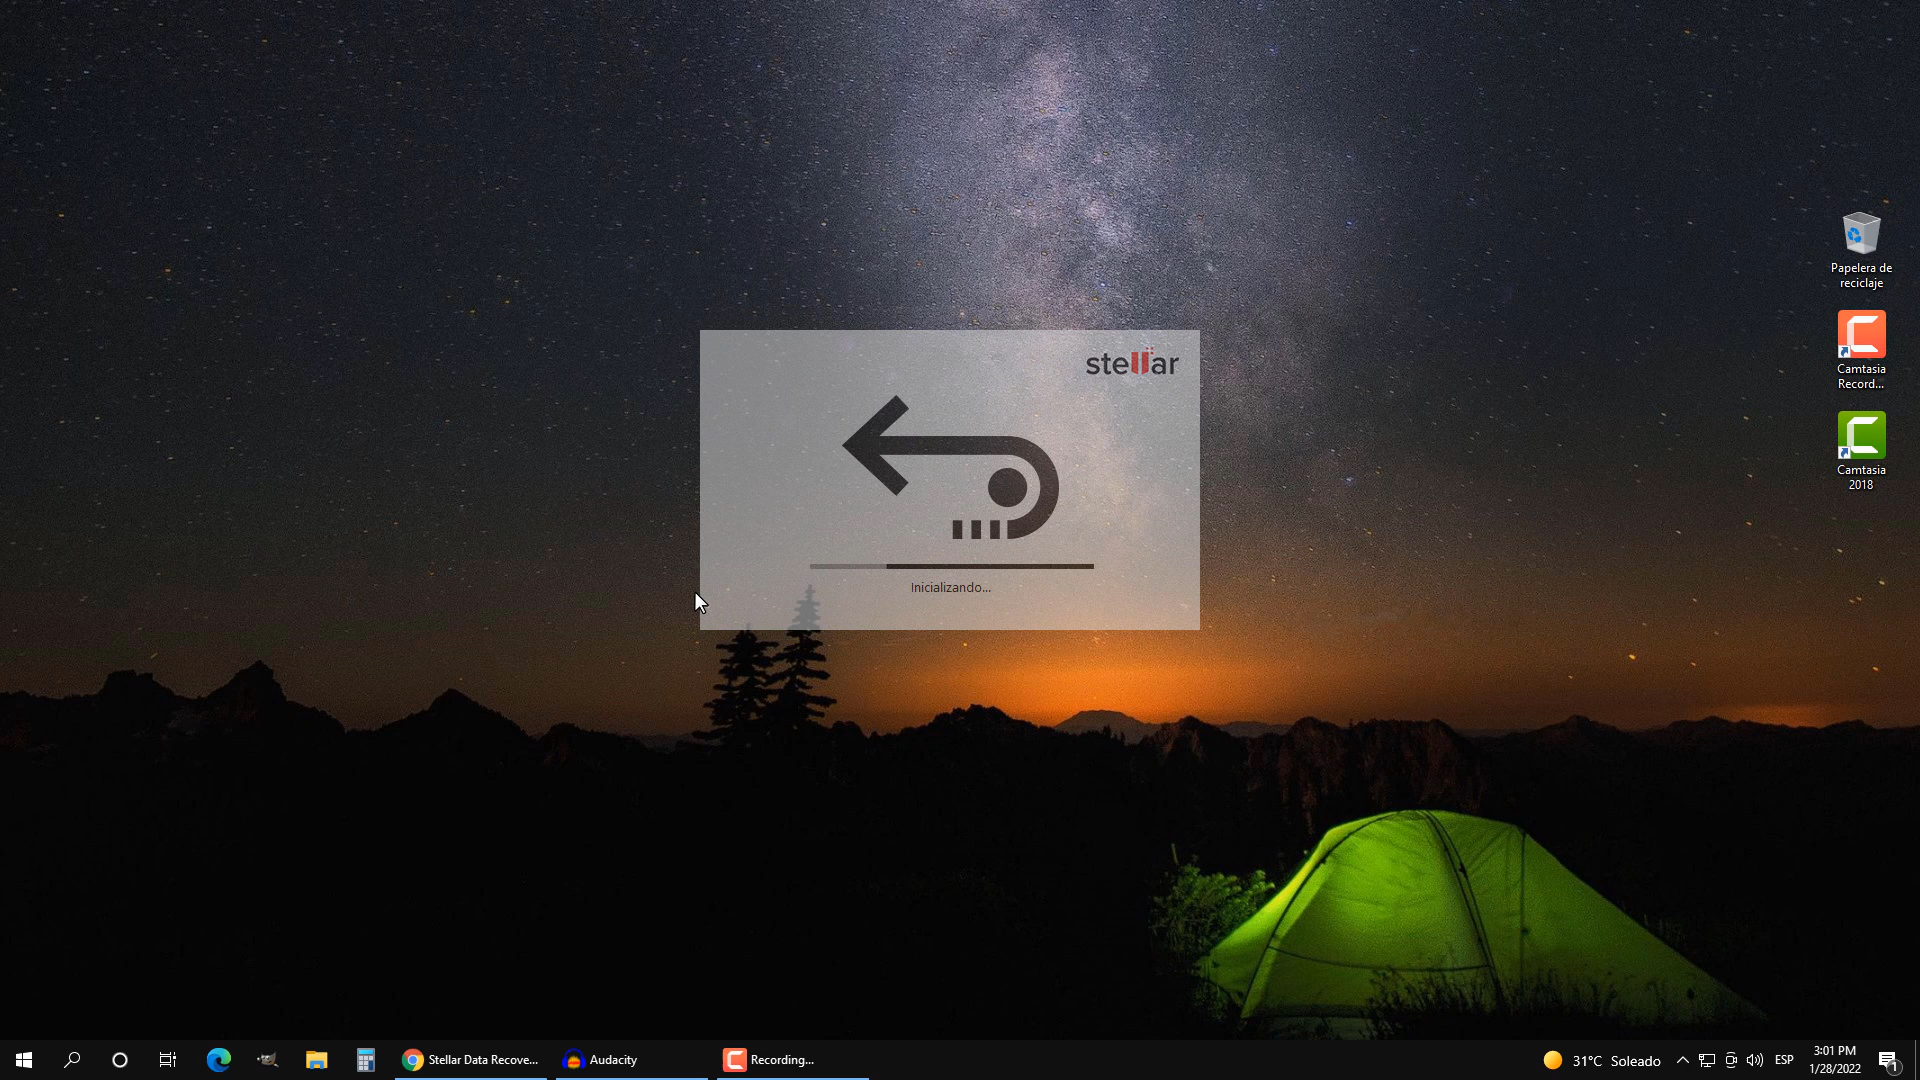 stellar
Inicializando...
Papelera de
reciclaje
Camtasia
Record...
Camtasia
2018
Stellar Data Recove...
Audacity
Recording...
31°C Soleado
ESP
3:01 PM
1/28/2022
1